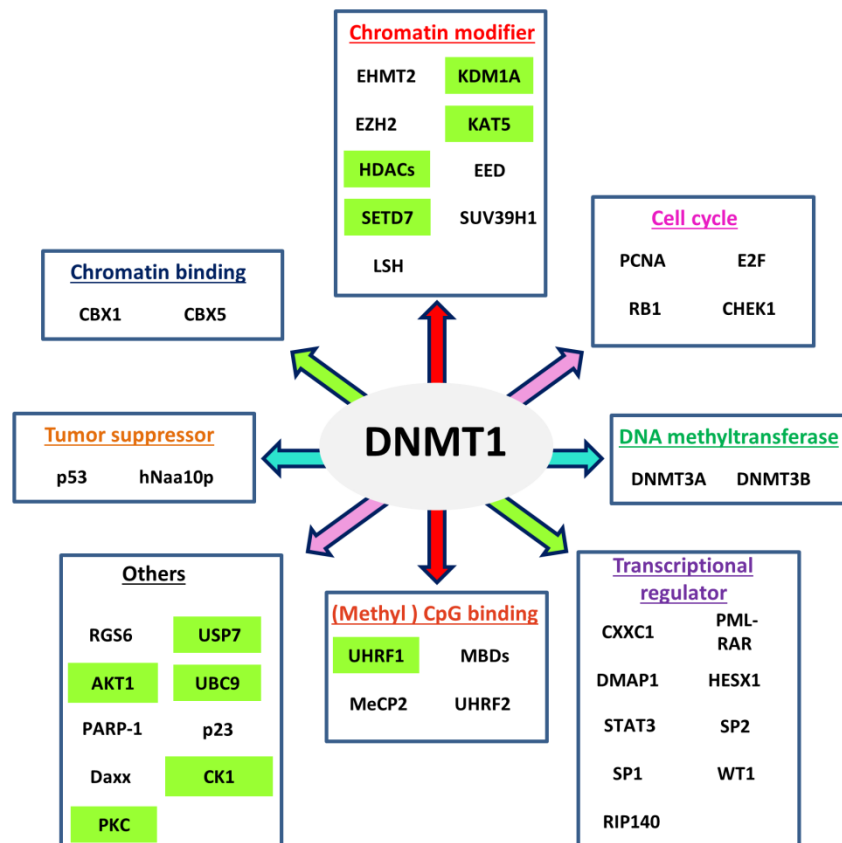 Chromatin modifier
EHMT2 KDM1A
EZH2 KAT5
HDACs EED
SETD7 SUV39H1
LSH
Cell cycle
PCNA E2F
RB1 CHEK1
Chromatin binding
CBX1 CBX5
DNMT1
Tumor suppressor
p53 hNaa10p
DNA methyltransferase
DNMT3A DNMT3B
Others
RGS6 USP7
AKT1 UBC9
PARP-1 p23
Daxx CK1
PKC
(Methyl ) CpG binding
UHRF1 MBDs
MeCP2 UHRF2
Transcriptional
regulator
CXXC1 PML-
RAR
DMAP1 HESX1
STAT3 SP2
SP1 WT1
RIP140